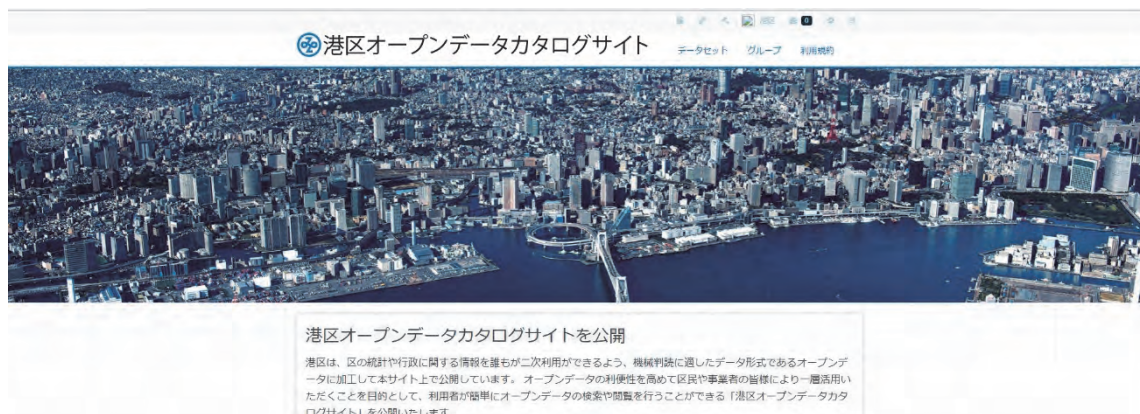 0
港区オープンデータカタログサイト
データセット グループ 利用規約
港区オープンデータカタログサイトを公開
港区は、区の統計や行政に関する情報を誰もが二次利用ができるよう、機械判読に適したデータ形式であるオープンデ
ータに加工して本サイト上で公開しています。 オープンデータの利便性を高めて区民や事業者の皆様により一層活用い
ただくことを目的として、利用者が簡単にオープンデータの検索や閲覧を行うことができる「港区オープンデータカタ
ログサイト」を公開いたします